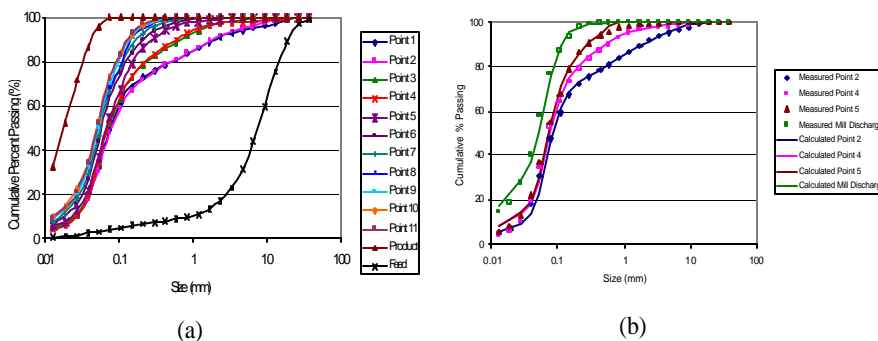 100
80
60
40
20
0
Cumulative Percent Passing (%)
0.01
0.1
1.0
10.0
100
Size (mm)
Point 1
Point 2
Point 3
Point 4
Point 5
Point 6
Point 7
Point 8
Point 9
Point 10
Point 11
Product
Feed
(a)
100
80
60
40
20
0
Cumulative % Passing
0.01
0.1
1
10
100
Size (mm)
Measured Point 2
Measured Point 4
Measured Point 5
Measured Mill Discharg
Calculated Point 2
Calculated Point 4
Calculated Point 5
Calculated Mill Discharg
(b)